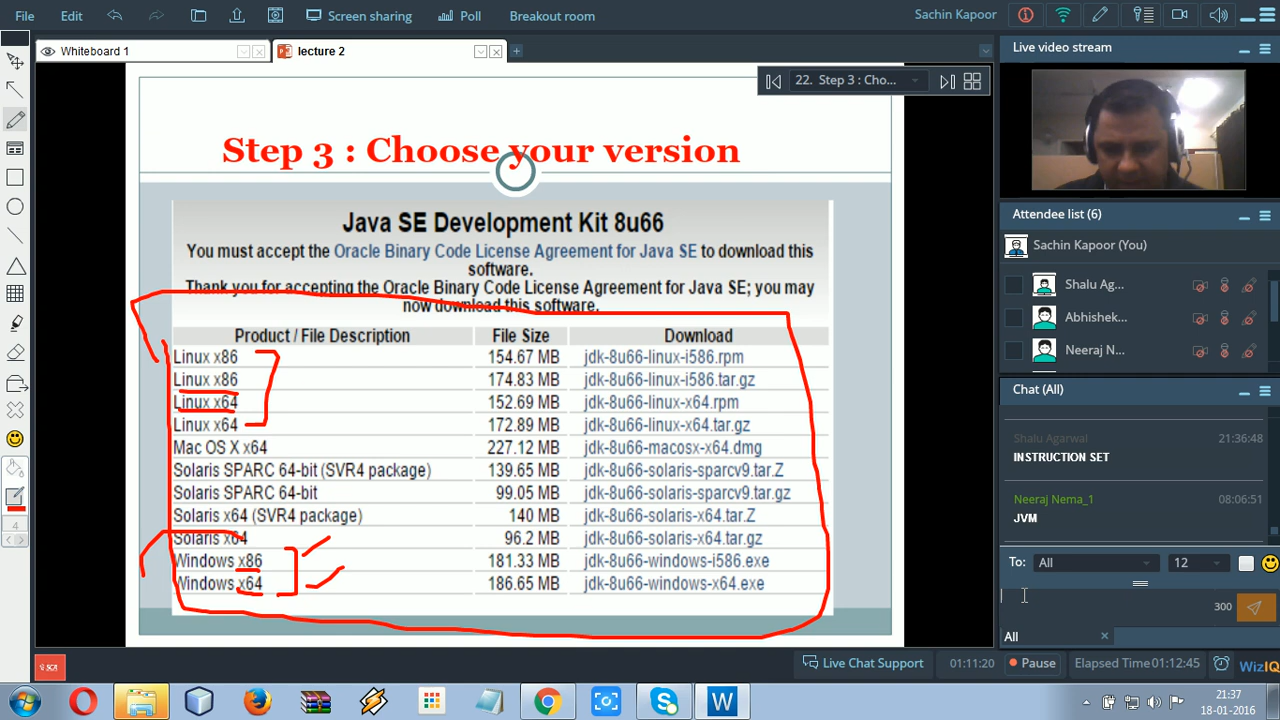 File Edit Screen sharing Poll Breakout room Sachin Kapoor
Whiteboard 1 lecture 2
22. Step 3 : Cho...
Step 3 : Choose your version
Java SE Development Kit 8u66
You must accept the Oracle Binary Code License Agreement for Java SE to download this
software.
Thank you for accepting the Oracle Binary Code License Agreement for Java SE; you may
now download this software.
Product / File Description File Size Download
Linux x86 154.67 MB jdk-8u66-linux-i586.rpm
Linux x86 174.83 MB jdk-8u66-linux-i586.tar.gz
Linux x64 152.69 MB jdk-8u66-linux-x64.rpm
Linux x64 172.89 MB jdk-8u66-linux-x64.tar.gz
Mac OS X x64 227.12 MB jdk-8u66-macosx-x64.dmg
Solaris SPARC 64-bit (SVR4 package) 139.65 MB jdk-8u66-solaris-sparcv9.tar.Z
Solaris SPARC 64-bit 99.05 MB jdk-8u66-solaris-sparcv9.tar.gz
Solaris x64 (SVR4 package) 140 MB jdk-8u66-solaris-x64.tar.Z
Solaris x64 96.2 MB jdk-8u66-solaris-x64.tar.gz
Windows x86 181.33 MB jdk-8u66-windows-i586.exe
Windows x64 186.65 MB jdk-8u66-windows-x64.exe
4
Live video stream
Attendee list (6)
Sachin Kapoor (You)
Shalu Ag...
Abhishek...
Neeraj N...
Chat (All)
Shalu Agarwal 21:36:48
INSTRUCTION SET
Neeraj Nema_1 08:06:51
JVM
To: All 12
300
All
Live Chat Support 01:11:20 Pause Elapsed Time 01:12:45 WizIQ
21:37
18-01-2016